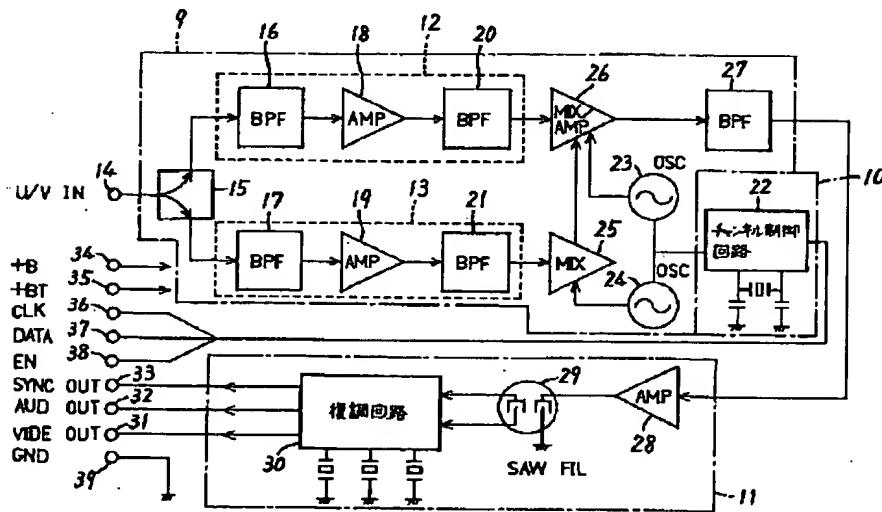 9
16
18
12
20
26
27
BPF
AMP
BPF
MIX
AMP
BPF
23
OSC
14
U/V IN
15
17
19
13
21
25
22
10
チャンネル制御
回路
BPF
AMP
BPF
MIX
OSC
24
+B
34
+BT
35
CLK
36
DATA
37
EN
38
SYNC OUT
33
AUD OUT
32
VIDE OUT
31
GND
39
復調回路
30
29
SAW FIL
AMP
28
11